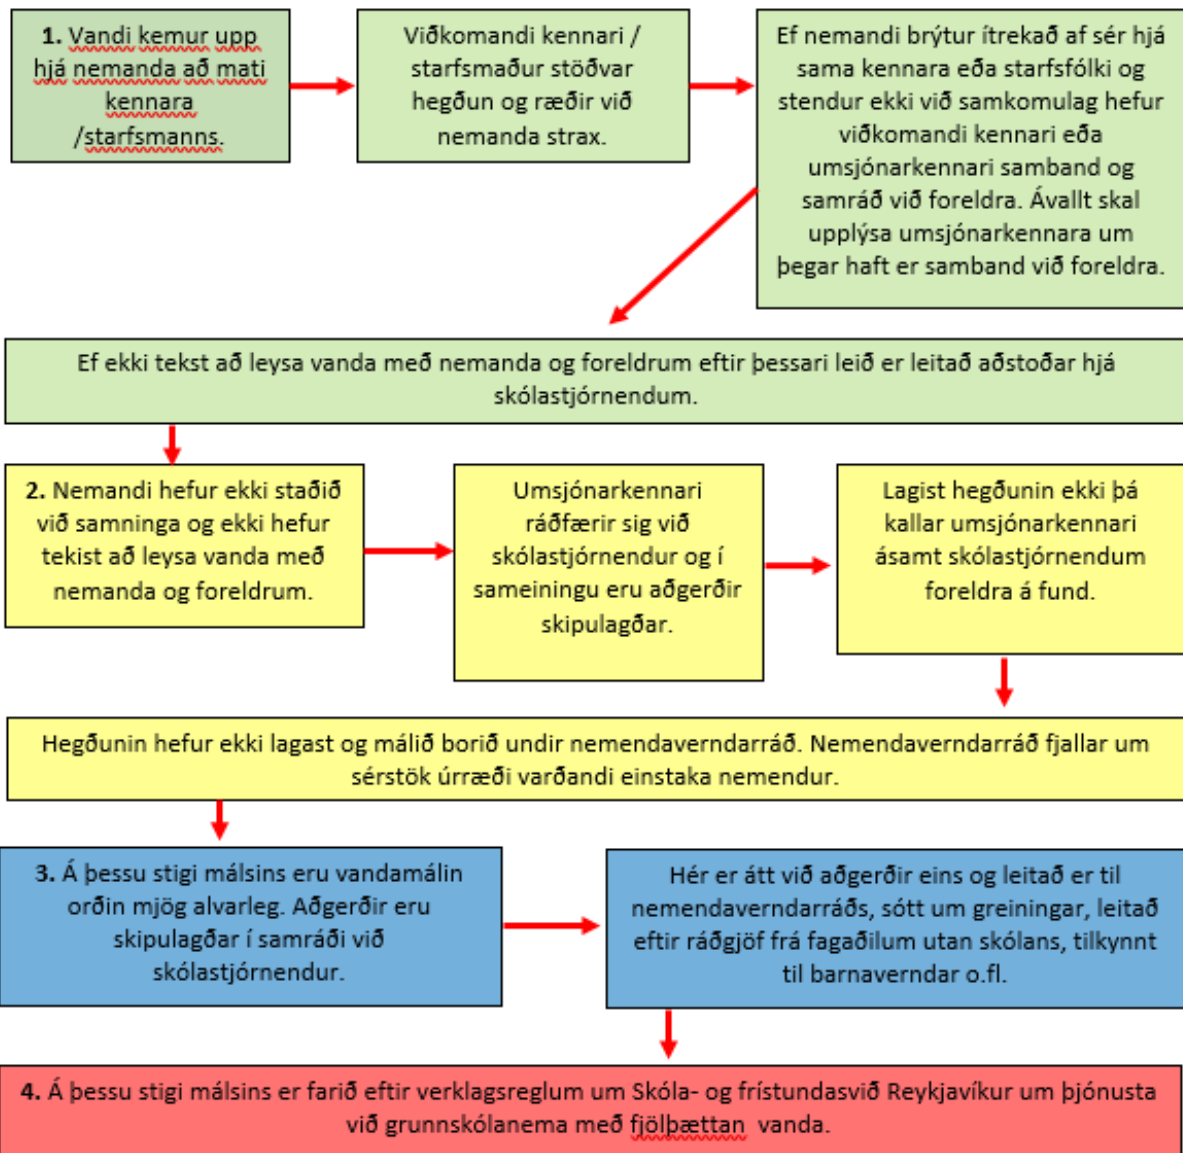 1. Vandi kemur upp
hjá nemanda að mati
kennara
/starfsmanns.
Viðkomandi kennari /
starfsmaður stöðvar
hegðun og ræðir við
nemanda strax.
Ef nemandi brýtur ítrekað af sér hjá
sama kennara eða starfsfólki og
stendur ekki við samkomulag hefur
viðkomandi kennari eða
umsjónarkennari samband og
samráð við foreldra. Ávallt skal
upplýsa umsjónarkennara um
þegar haft er samband við foreldra.
Ef ekki tekst að leysa vanda með nemanda og foreldrum eftir þessari leið er leitað aðstoðar hjá
skólastjórnendum.
2. Nemandi hefur ekki staðið
við samninga og ekki hefur
tekist að leysa vanda með
nemanda og foreldrum.
Umsjónarkennari
ráðfærir sig við
skólastjórnendur og í
sameiningu eru aðgerðir
skipulagðar.
Lagist hegðunin ekki þá
kallar umsjónarkennari
ásamt skólastjórnendum
foreldra á fund.
Hegðunin hefur ekki lagast og málið borið undir nemendaverndarráð. Nemendaverndarráð fjallar um
sérstök úrræði varðandi einstaka nemendur.
3. Á þessu stigi málsins eru vandamálin
orðin mjög alvarleg. Aðgerðir eru
skipulagðar í samráði við
skólastjórnendur.
Hér er átt við aðgerðir eins og leitað er til
nemendaverndarráðs, sótt um greiningar, leitað
eftir ráðgjöf frá fagaðilum utan skólans, tilkynnt
til barnaverndar o.fl.
4. Á þessu stigi málsins er farið eftir verklagsreglum um Skóla- og frístundasvið Reykjavíkur um þjónusta
við grunnskólanema með fjölþættan vanda.